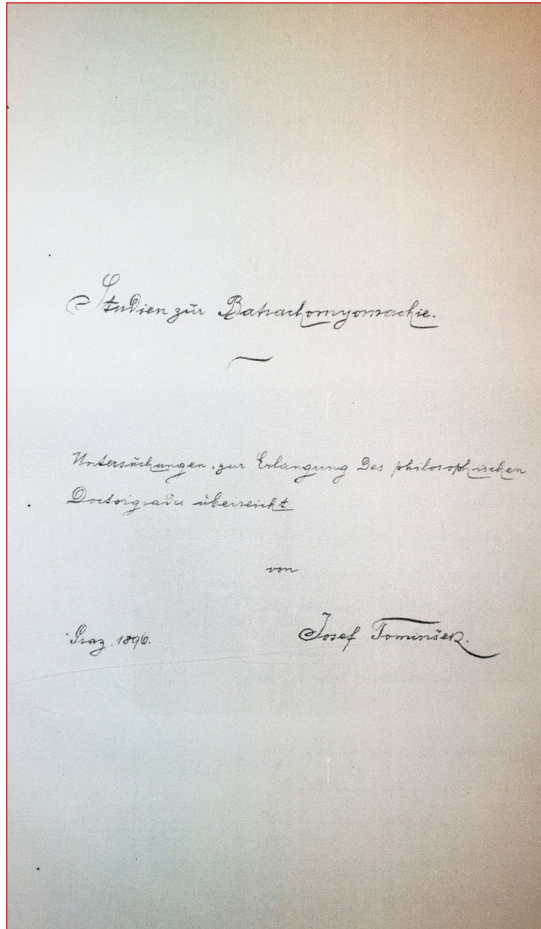 Studien zur Batrachomyomachie.
Untersuchungen, zur Erlangung des philosophischen
Doctorgrades überreicht
von
Graz, 1896. Josef Tominšek.